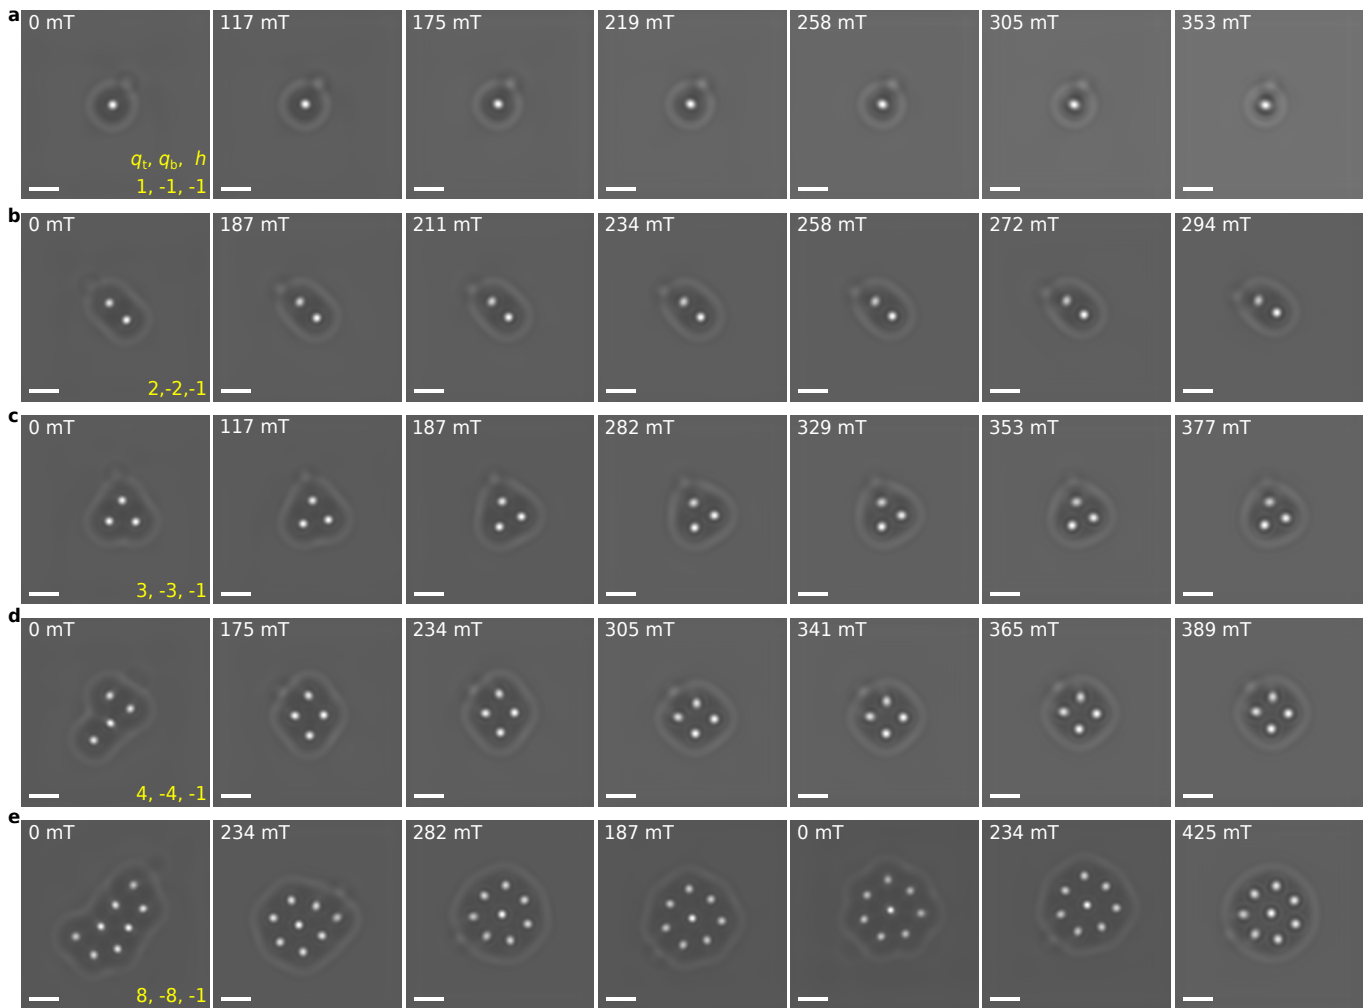 a
0 mT 117 mT 175 mT 219 mT 258 mT 305 mT 353 mT
qt, qb, h
1, -1, -1
b
0 mT 187 mT 211 mT 234 mT 258 mT 272 mT 294 mT
2,-2,-1
c
0 mT 117 mT 187 mT 282 mT 329 mT 353 mT 377 mT
3, -3, -1
d
0 mT 175 mT 234 mT 305 mT 341 mT 365 mT 389 mT
4, -4, -1
e
0 mT 234 mT 282 mT 187 mT 0 mT 234 mT 425 mT
8, -8, -1